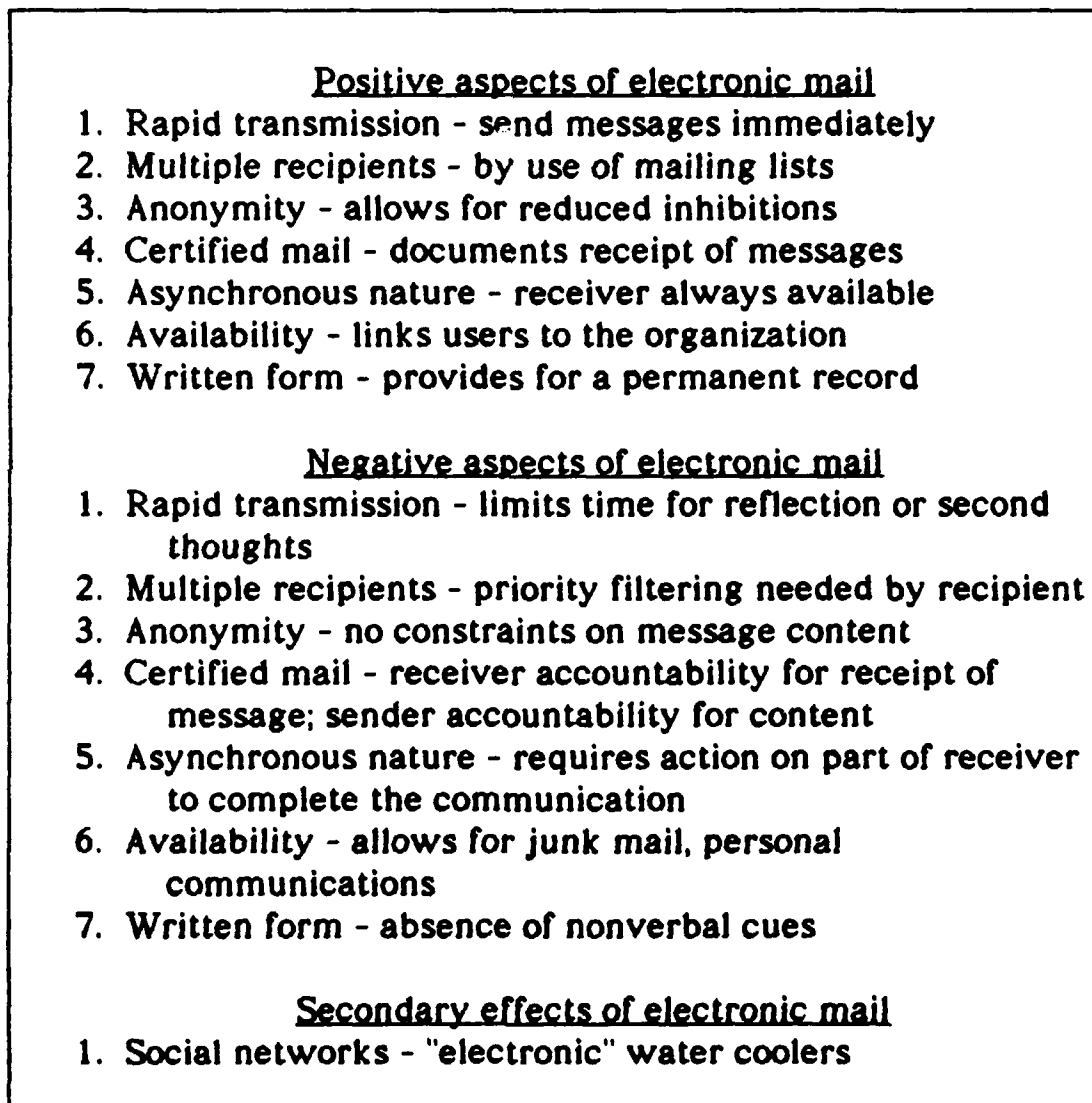 Positive aspects of electronic mail
1. Rapid transmission - send messages immediately
2. Multiple recipients - by use of mailing lists
3. Anonymity - allows for reduced inhibitions
4. Certified mail - documents receipt of messages
5. Asynchronous nature - receiver always available
6. Availability - links users to the organization
7. Written form - provides for a permanent record
Negative aspects of electronic mail
1. Rapid transmission - limits time for reflection or second
thoughts
2. Multiple recipients - priority filtering needed by recipient
3. Anonymity - no constraints on message content
4. Certified mail - receiver accountability for receipt of
message; sender accountability for content
5. Asynchronous nature - requires action on part of receiver
to complete the communication
6. Availability - allows for junk mail, personal
communications
7. Written form - absence of nonverbal cues
Secondary effects of electronic mail
1. Social networks - "electronic" water coolers